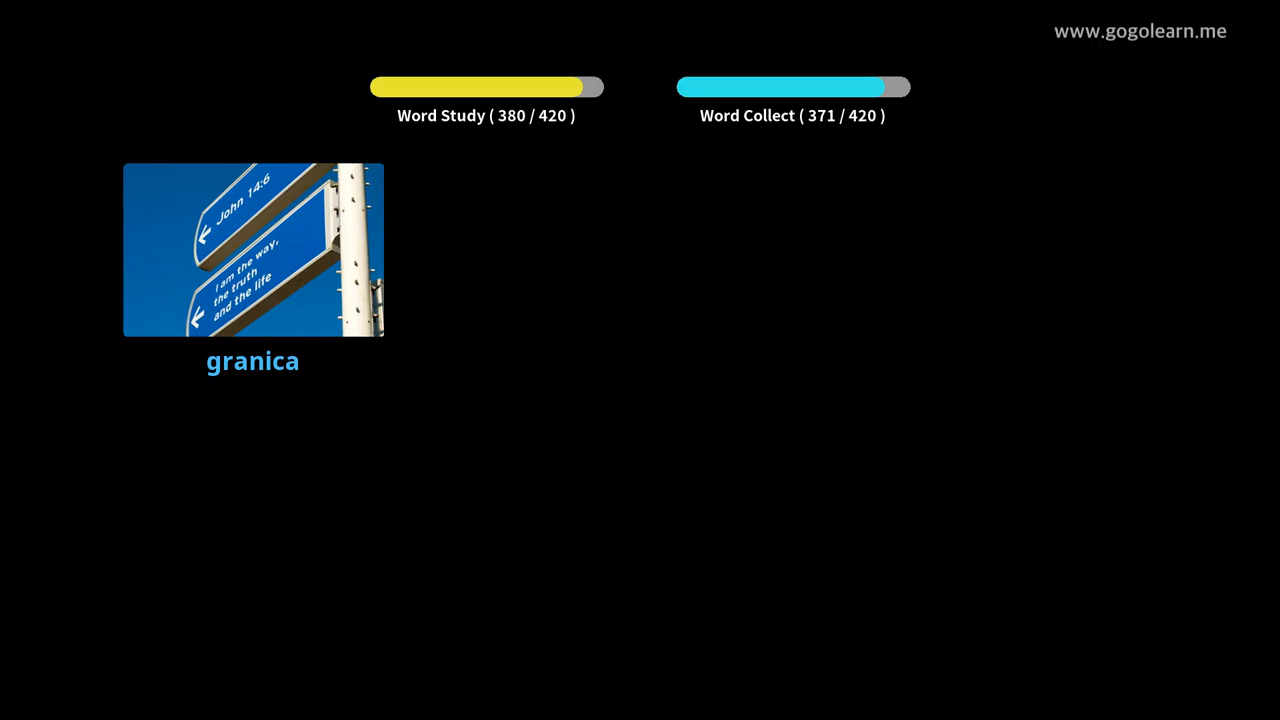 www.gogolearn.me
Word Study ( 380 / 420 )
Word Collect ( 371 / 420 )
John 14:6
I am the way,
the truth
and the life
granica